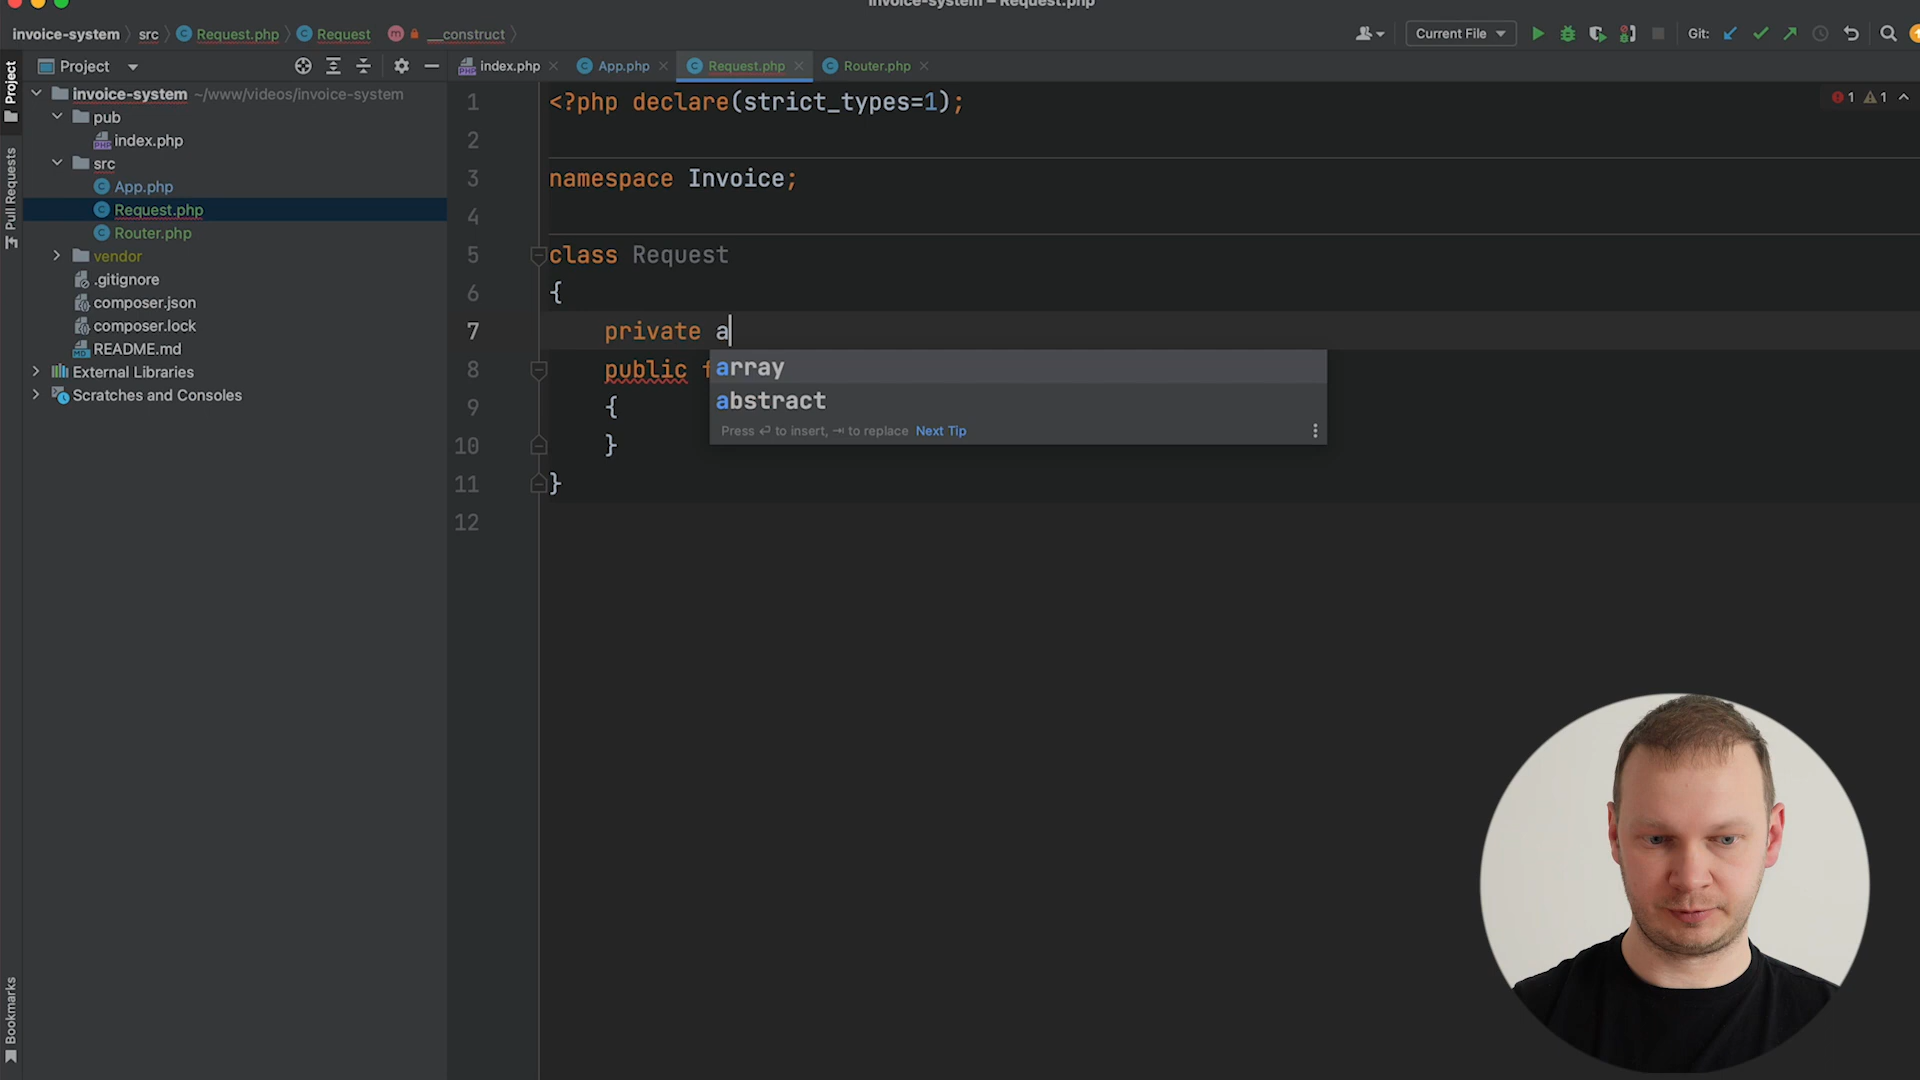 invoice-system – Request.php
invoice-system src Request.php Request m __construct
Current File Git:
Project
index.php App.php Request.php Router.php
Project
Pull Requests
Bookmarks
invoice-system ~/www/videos/invoice-system
pub
index.php
src
App.php
Request.php
Router.php
vendor
.gitignore
composer.json
composer.lock
README.md
External Libraries
Scratches and Consoles
1 <?php declare(strict_types=1);
2
3 namespace Invoice;
4
5 class Request
6 {
7 private a
8 public f
9 {
10 }
11 }
12
array
abstract
Press ⏎ to insert, ⇥ to replace Next Tip
1 1